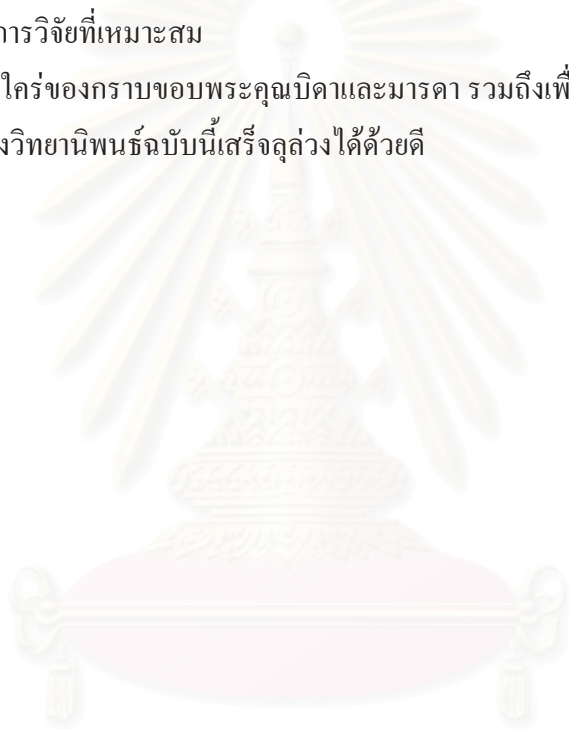 การวิจัยที่เหมาะสม
ใคร่ขอกราบขอบพระคุณบิดาและมารดา รวมถึงเพื่
งวิทยานิพนธ์ฉบับนี้เสร็จลุล่วงได้ด้วยดี